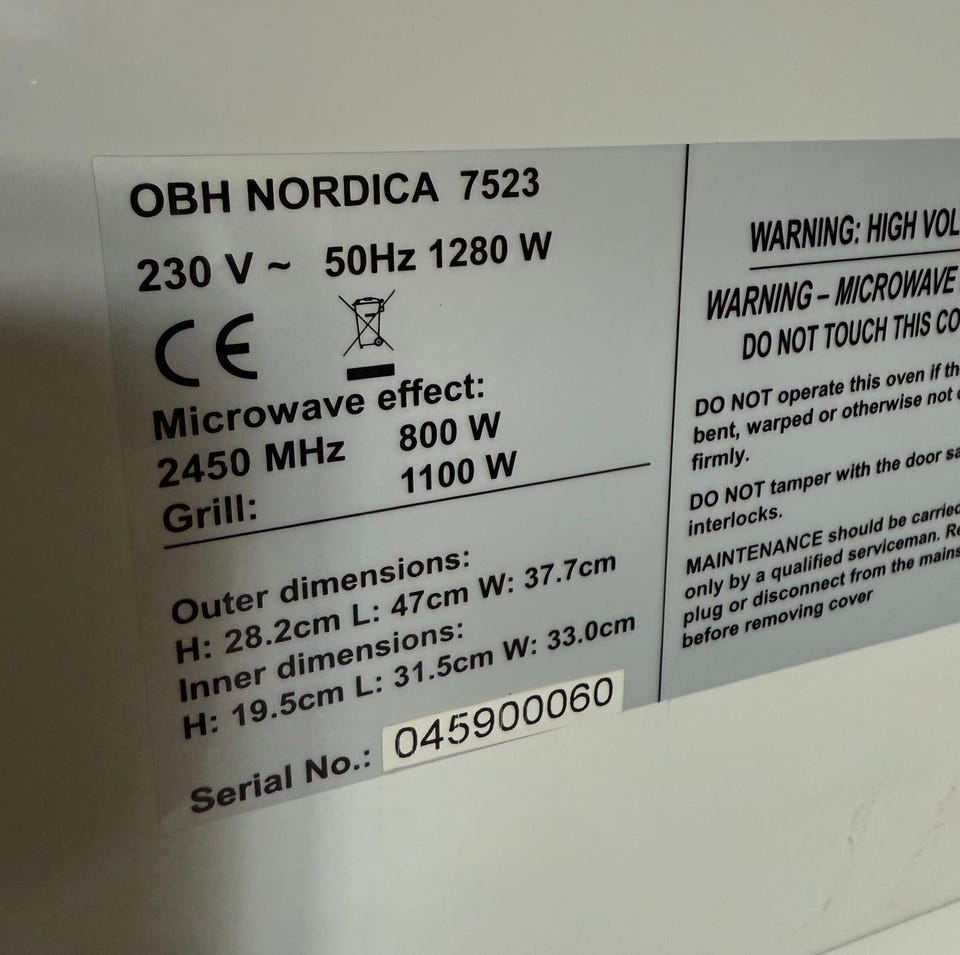 OBH NORDICA 7523
230 V ~ 50Hz 1280 W
CE
Microwave effect:
2450 MHz 800 W
Grill: 1100 W
Outer dimensions:
H: 28.2cm L: 47cm W: 37.7cm
Inner dimensions:
H: 19.5cm L: 31.5cm W: 33.0cm
Serial No.: 045900060
WARNING: HIGH VOL
WARNING – MICROWAVE
DO NOT TOUCH THIS CO
DO NOT operate this oven if th
bent, warped or otherwise not
firmly.
DO NOT tamper with the door sa
interlocks.
MAINTENANCE should be carried
only by a qualified serviceman. Re
plug or disconnect from the mains
before removing cover